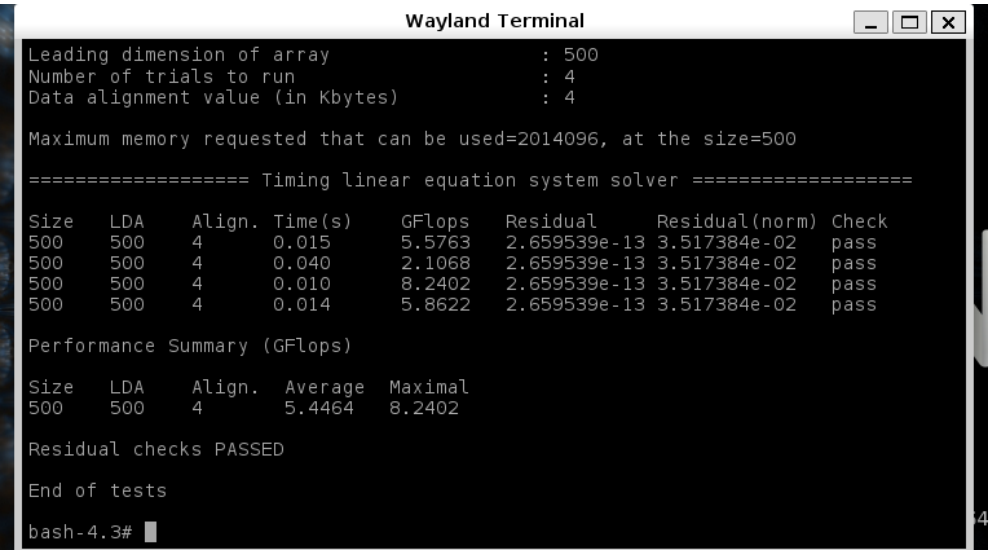 Wayland Terminal
Leading dimension of array : 500
Number of trials to run : 4
Data alignment value (in Kbytes) : 4
Maximum memory requested that can be used=2014096, at the size=500
=================== Timing linear equation system solver ===================
Size LDA Align. Time(s) GFlops Residual Residual(norm) Check
500 500 4 0.015 5.5763 2.659539e-13 3.517384e-02 pass
500 500 4 0.040 2.1068 2.659539e-13 3.517384e-02 pass
500 500 4 0.010 8.2402 2.659539e-13 3.517384e-02 pass
500 500 4 0.014 5.8622 2.659539e-13 3.517384e-02 pass
Performance Summary (GFlops)
Size LDA Align. Average Maximal
500 500 4 5.4464 8.2402
Residual checks PASSED
End of tests
bash-4.3#